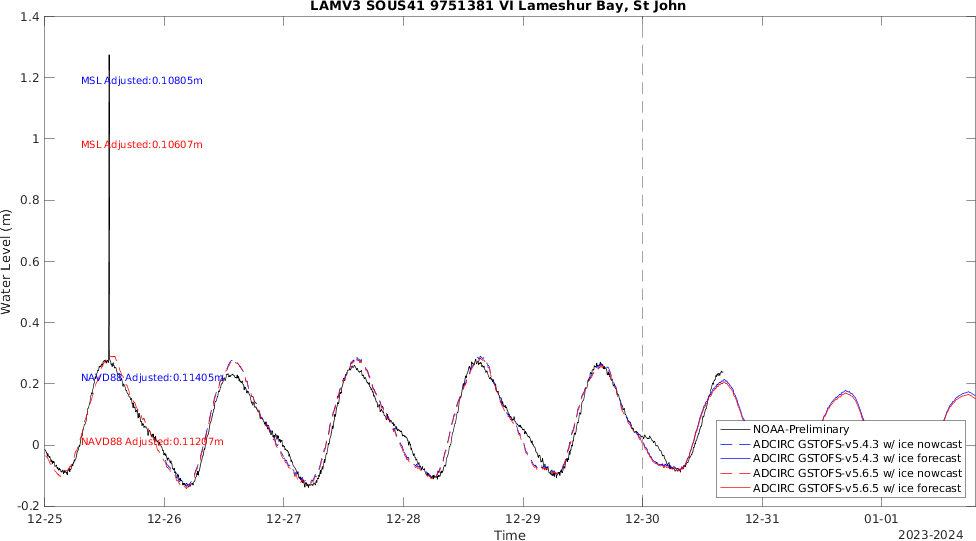 LAMV3 SOUS41 9751381 VI Lameshur Bay, St John
1.4
1.2
1
0.8
0.6
0.4
0.2
0
-0.2
Water Level (m)
MSL Adjusted:0.10805m
MSL Adjusted:0.10607m
NAVD88 Adjusted:0.11405m
NAVD88 Adjusted:0.11207m
NOAA-Preliminary
ADCIRC GSTOFS-v5.4.3 w/ ice nowcast
ADCIRC GSTOFS-v5.4.3 w/ ice forecast
ADCIRC GSTOFS-v5.6.5 w/ ice nowcast
ADCIRC GSTOFS-v5.6.5 w/ ice forecast
12-25 12-26 12-27 12-28 12-29 12-30 12-31 01-01
Time
2023-2024